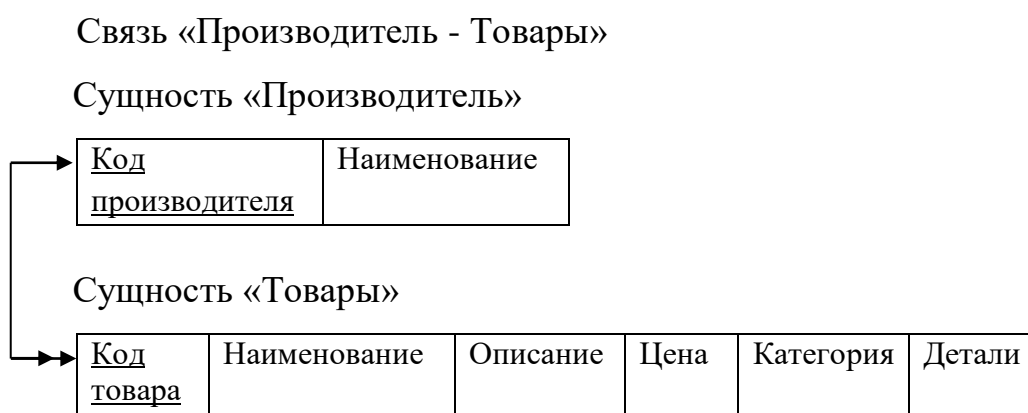 Связь «Производитель - Товары»
Сущность «Производитель»
Код Наименование
производителя
Сущность «Товары»
Код Наименование Описание Цена Категория Детали
товара